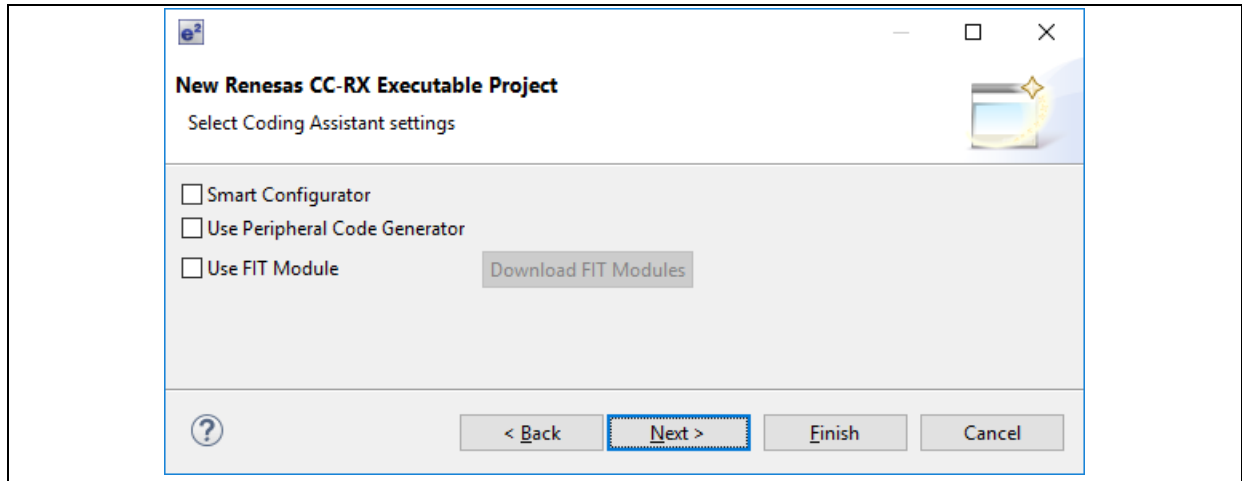 e²
New Renesas CC-RX Executable Project
Select Coding Assistant settings
Smart Configurator
Use Peripheral Code Generator
Use FIT Module Download FIT Modules
? < Back Next > Finish Cancel